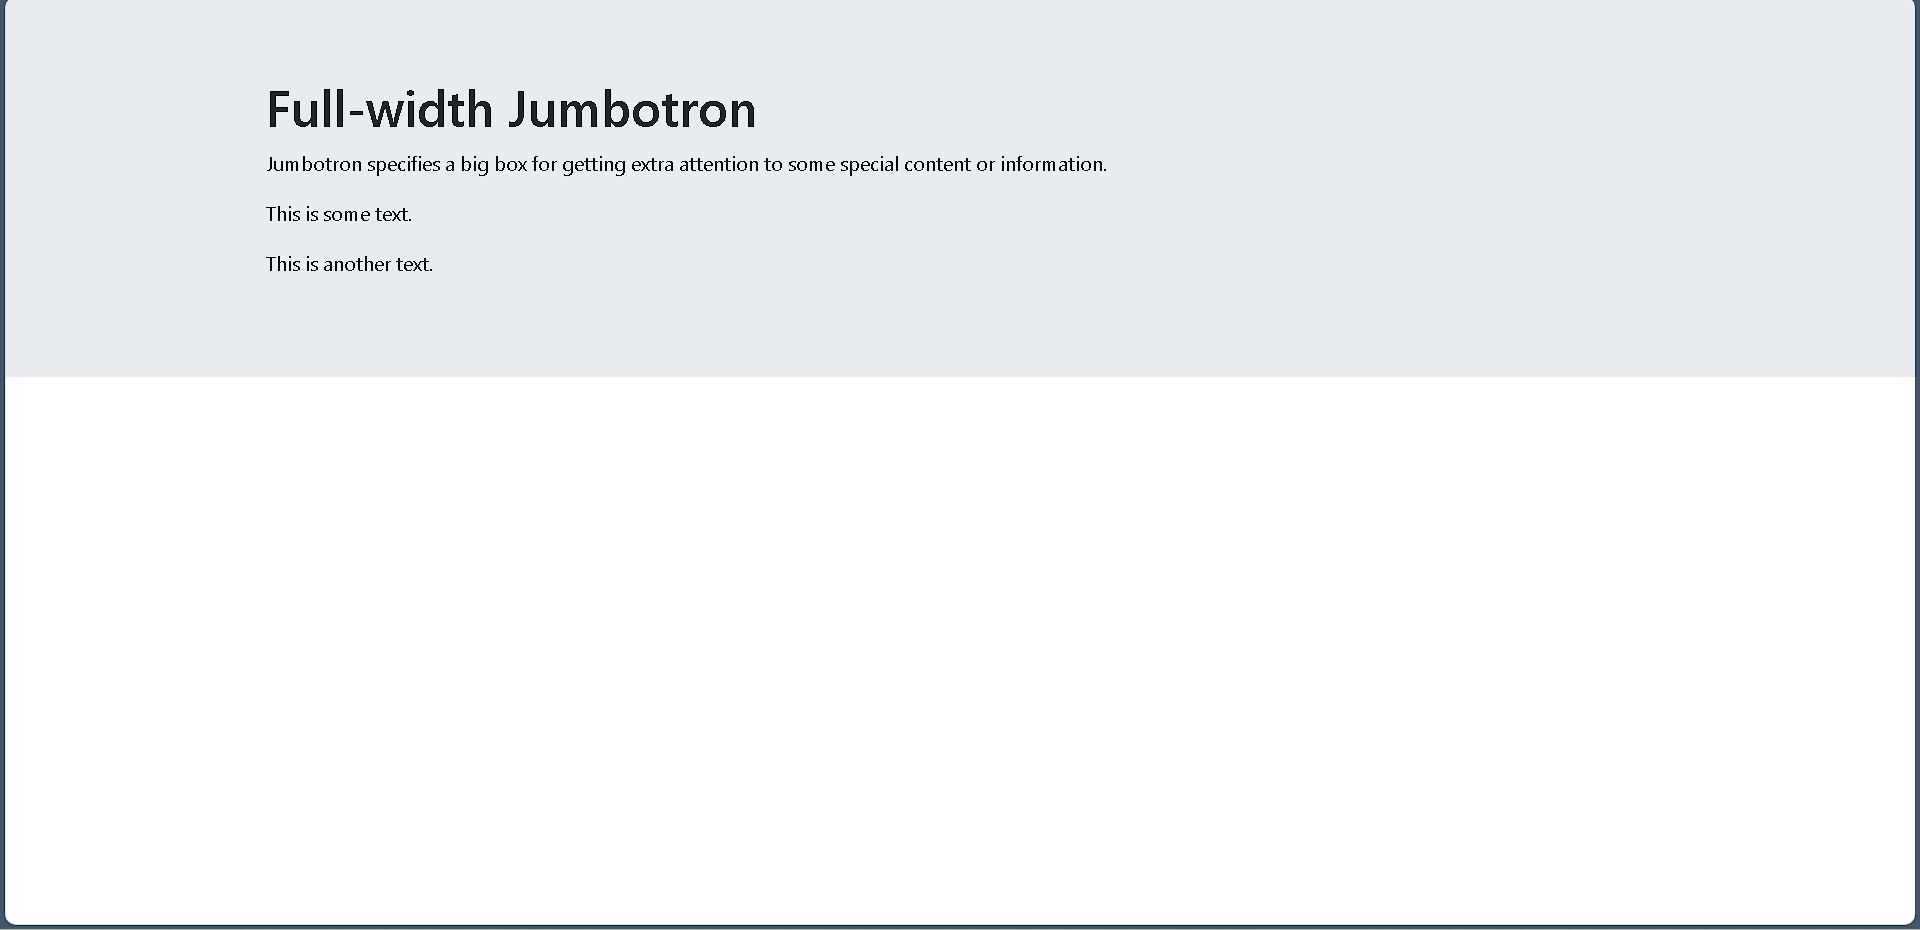 Full-width Jumbotron
Jumbotron specifies a big box for getting extra attention to some special content or information.
This is some text.
This is another text.